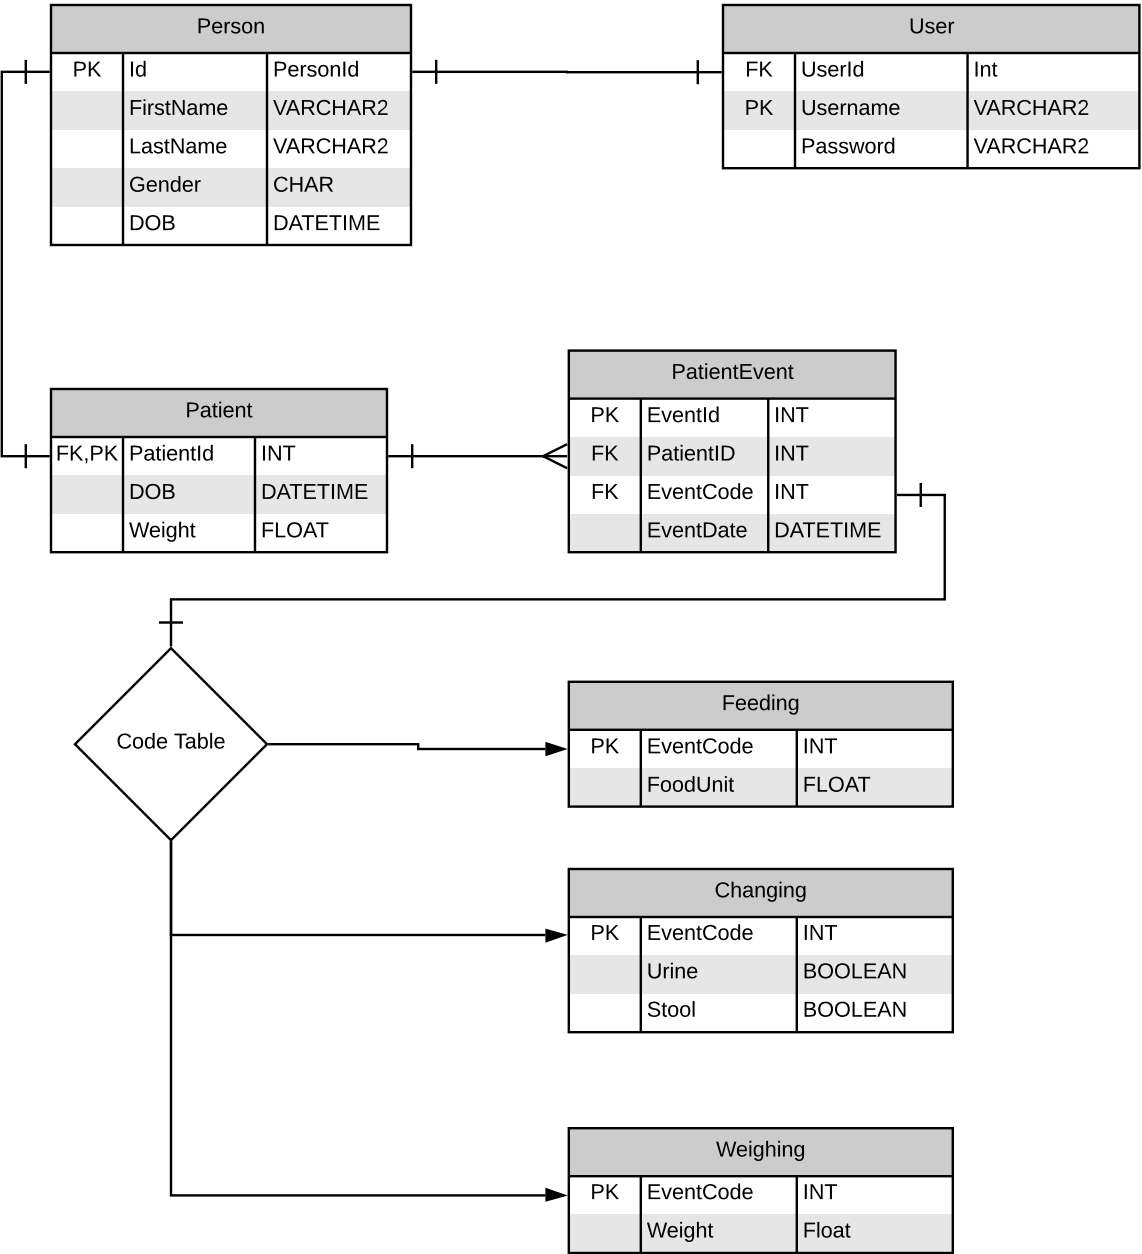 Person
PK Id PersonId
FirstName VARCHAR2
LastName VARCHAR2
Gender CHAR
DOB DATETIME
User
FK UserId Int
PK Username VARCHAR2
Password VARCHAR2
Patient
FK,PK PatientId INT
DOB DATETIME
Weight FLOAT
PatientEvent
PK EventId INT
FK PatientID INT
FK EventCode INT
EventDate DATETIME
Code Table
Feeding
PK EventCode INT
FoodUnit FLOAT
Changing
PK EventCode INT
Urine BOOLEAN
Stool BOOLEAN
Weighing
PK EventCode INT
Weight Float